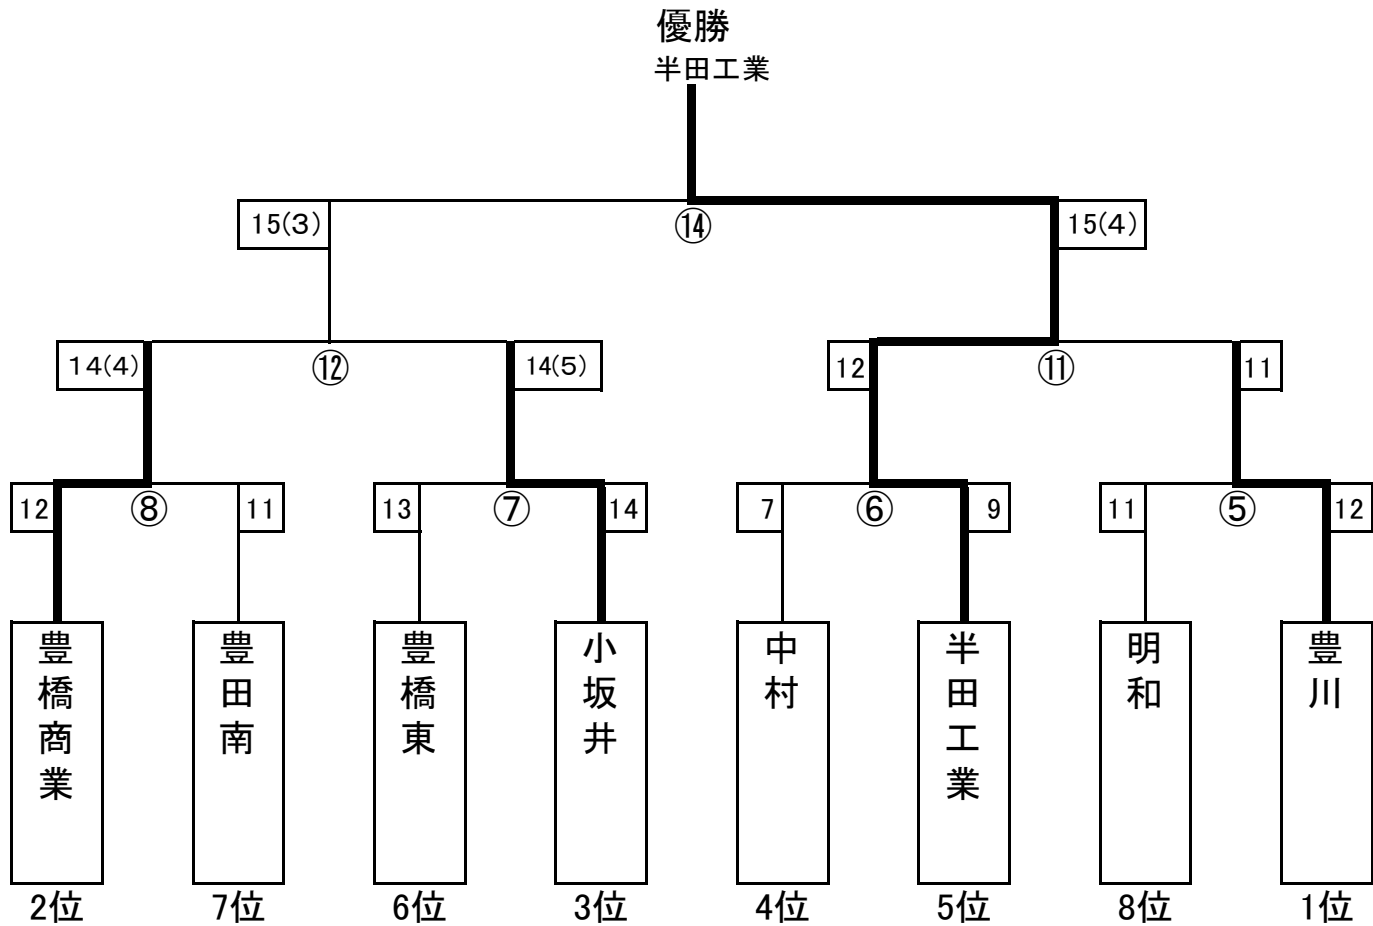 優勝
半田工業
15(3) ⑭ 15(4)
14(4) ⑫ 14(5) 12 ⑪ 11
12 ⑧ 11 13 ⑦ 14 7 ⑥ 9 11 ⑤ 12
豊橋商業
豊田南
豊橋東
小坂井
中村
半田工業
明和
豊川
2位 7位 6位 3位 4位 5位 8位 1位